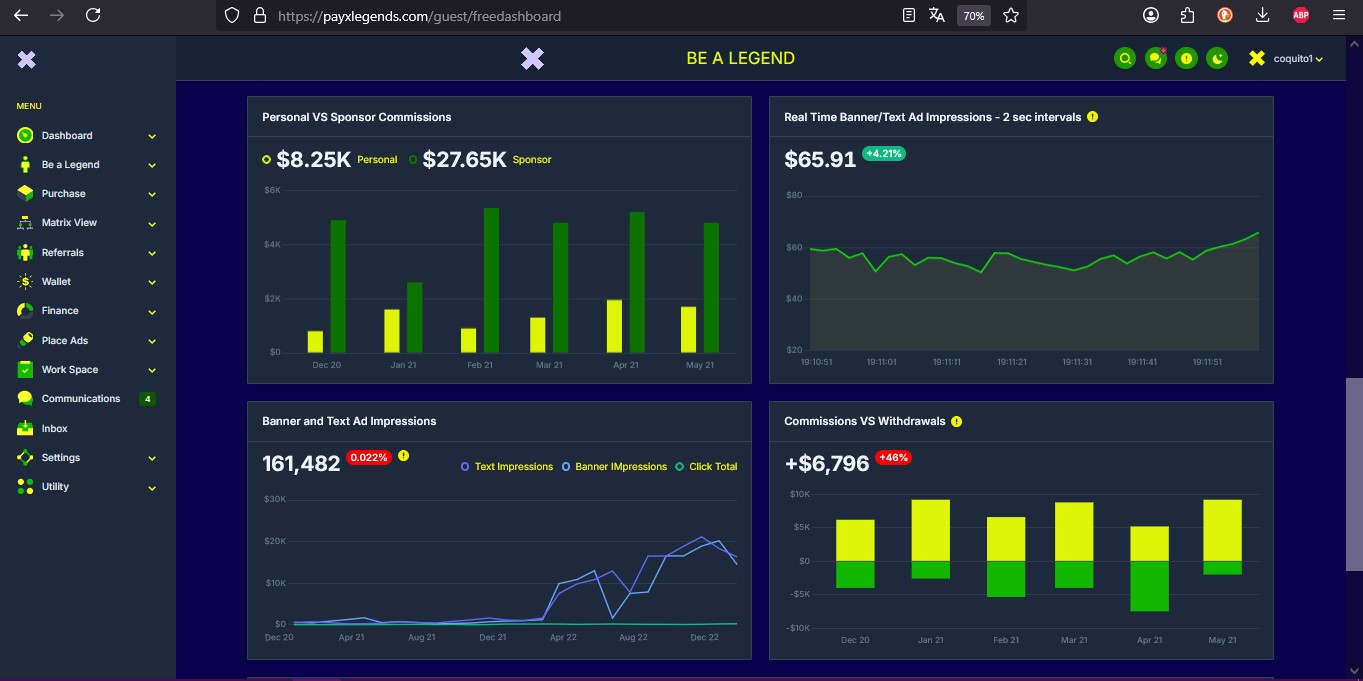 https://payxlegends.com/guest/freedashboard
70%
ABP
BE A LEGEND
coquito1
MENU
Dashboard
Be a Legend
Purchase
Matrix View
Referrals
Wallet
Finance
Place Ads
Work Space
Communications 4
Inbox
Settings
Utility
Personal VS Sponsor Commissions
$8.25K Personal $27.65K Sponsor
$6K
$4K
$2K
$0
Dec 20 Jan 21 Feb 21 Mar 21 Apr 21 May 21
Real Time Banner/Text Ad Impressions - 2 sec intervals
$65.91 +4.21%
$80
$60
$40
$20
19:10:51 19:11:01 19:11:11 19:11:21 19:11:31 19:11:41 19:11:51
Banner and Text Ad Impressions
161,482 0.022%
Text Impressions Banner IMpressions Click Total
$30K
$20K
$10K
$0
Dec 20 Apr 21 Aug 21 Dec 21 Apr 22 Aug 22 Dec 22
Commissions VS Withdrawals
+$6,796 +46%
$10K
$5K
$0
-$5K
-$10K
Dec 20 Jan 21 Feb 21 Mar 21 Apr 21 May 21